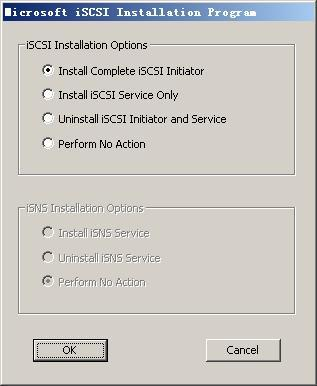 Microsoft iSCSI Installation Program
iSCSI Installation Options
Install Complete iSCSI Initiator
Install iSCSI Service Only
Uninstall iSCSI Initiator and Service
Perform No Action
iSNS Installation Options
Install iSNS Service
Uninstall iSNS Service
Perform No Action
OK
Cancel